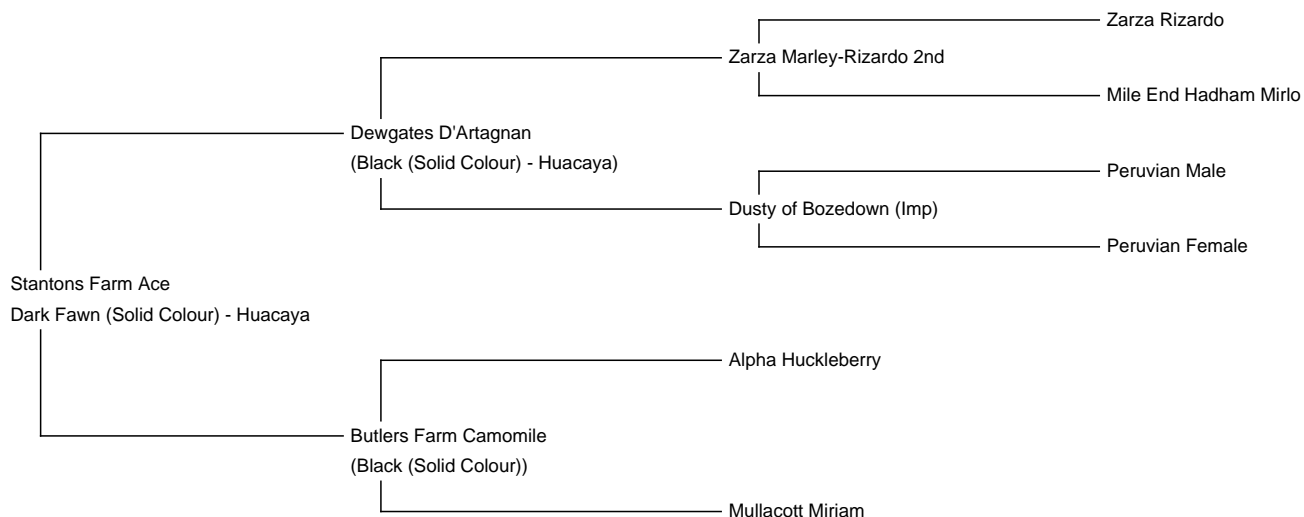 Zarza Rizardo
Zarza Marley-Rizardo 2nd
Mile End Hadham Mirlo
Dewgates D'Artagnan
(Black (Solid Colour) - Huacaya)
Peruvian Male
Dusty of Bozedown (Imp)
Peruvian Female
Stantons Farm Ace
Dark Fawn (Solid Colour) - Huacaya
Alpha Huckleberry
Butlers Farm Camomile
(Black (Solid Colour))
Mullacott Miriam